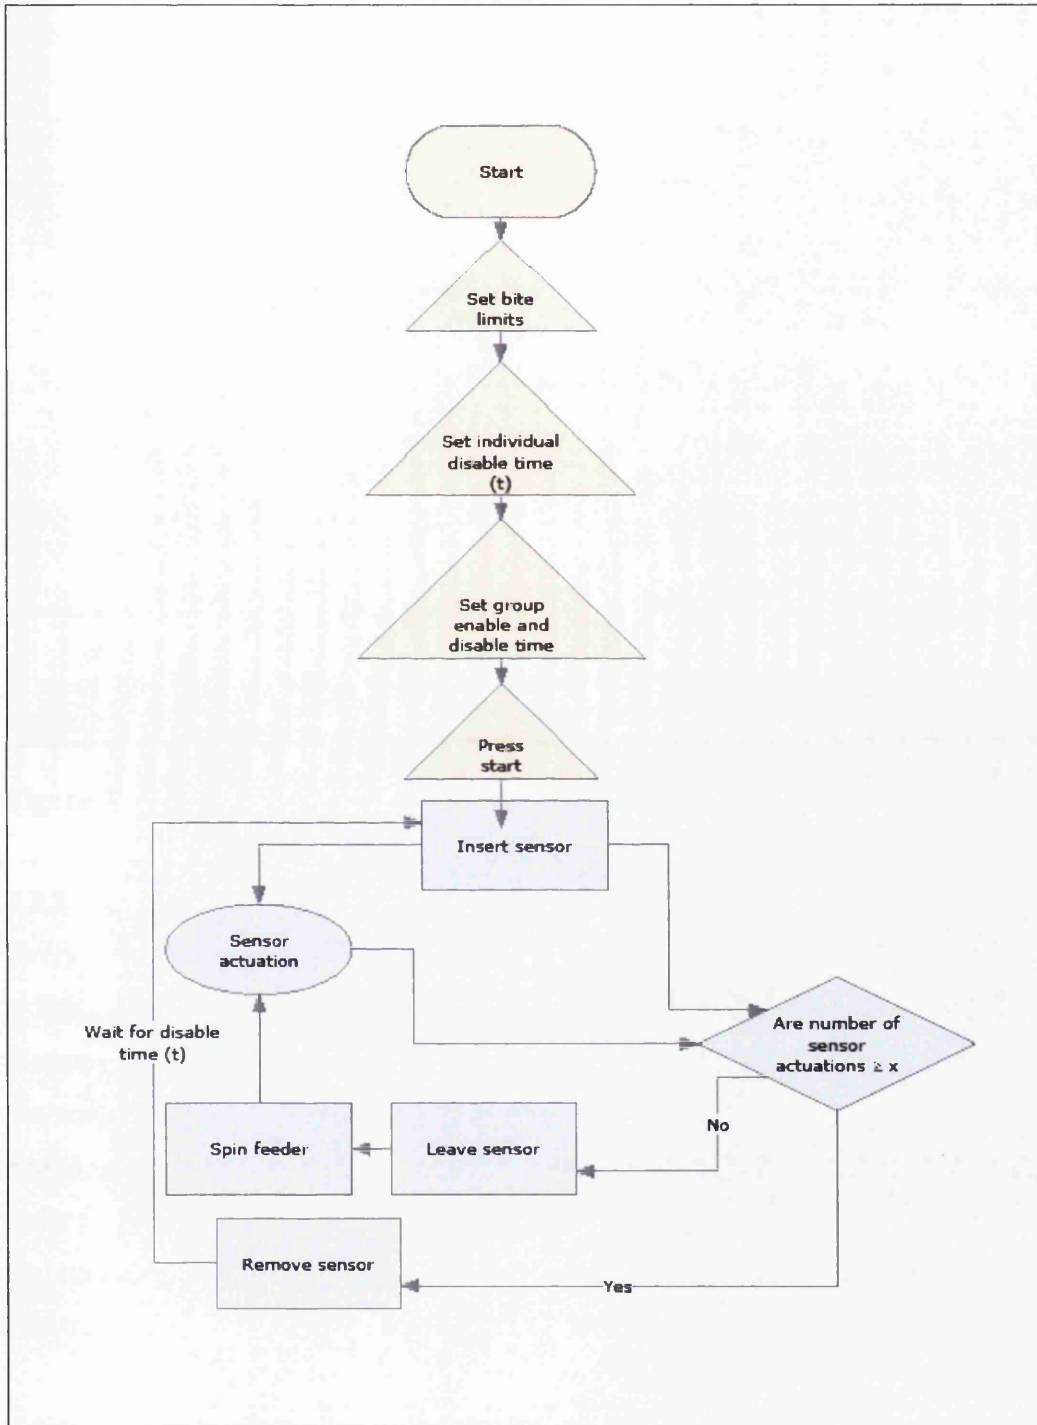 Start
Set bite
limits
Set individual
disable time
(t)
Set group
enable and
disable time
Press
start
Insert sensor
Sensor
actuation
Are number of
sensor
actuations ≥ x
Wait for disable
time (t)
No
Spin feeder
Leave sensor
Remove sensor
Yes